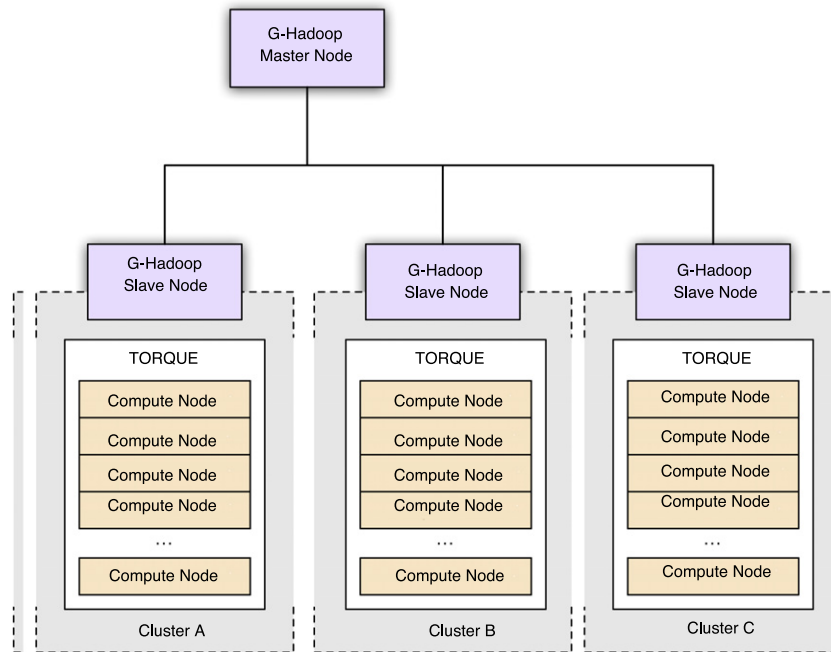 G-Hadoop
Master Node
G-Hadoop
Slave Node
G-Hadoop
Slave Node
G-Hadoop
Slave Node
TORQUE
Compute Node
Compute Node
Compute Node
Compute Node
...
Compute Node
Cluster A
TORQUE
Compute Node
Compute Node
Compute Node
Compute Node
...
Compute Node
Cluster B
TORQUE
Compute Node
Compute Node
Compute Node
Compute Node
...
Compute Node
Cluster C